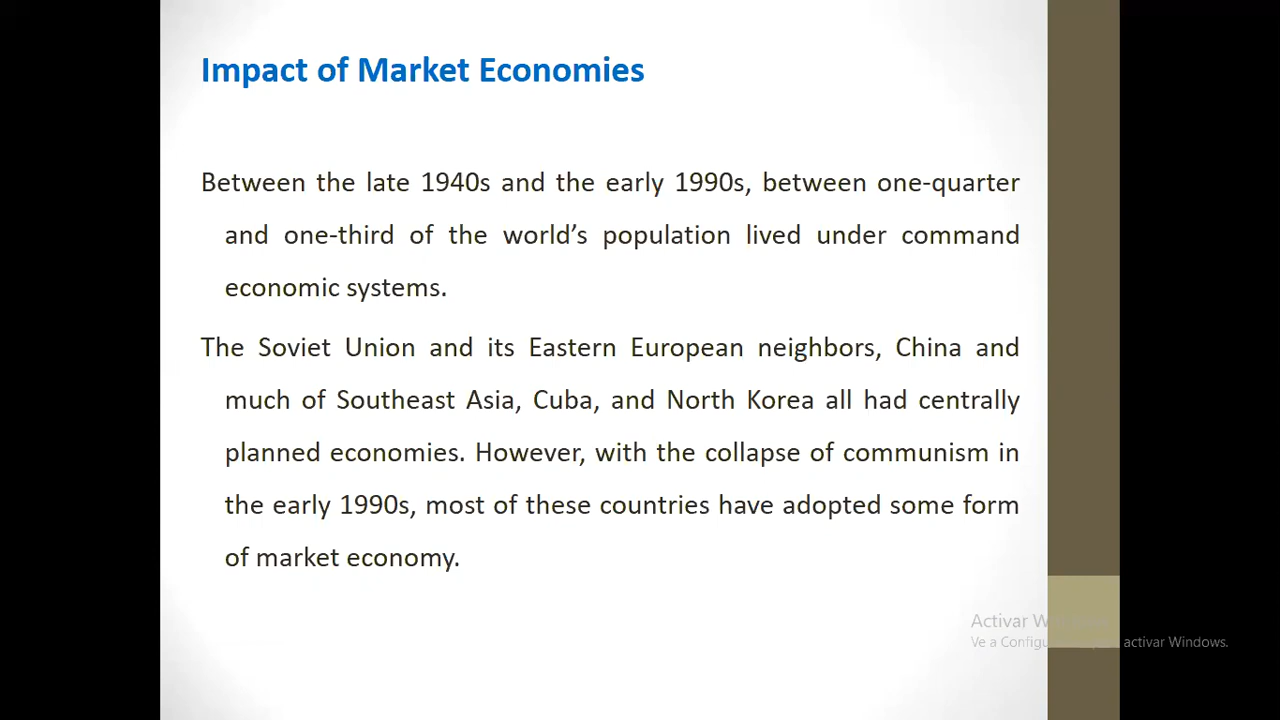 Impact of Market Economies
Between the late 1940s and the early 1990s, between one-quarter
and one-third of the world’s population lived under command
economic systems.
The Soviet Union and its Eastern European neighbors, China and
much of Southeast Asia, Cuba, and North Korea all had centrally
planned economies. However, with the collapse of communism in
the early 1990s, most of these countries have adopted some form
of market economy.
Activar
Ve a activar Windows.